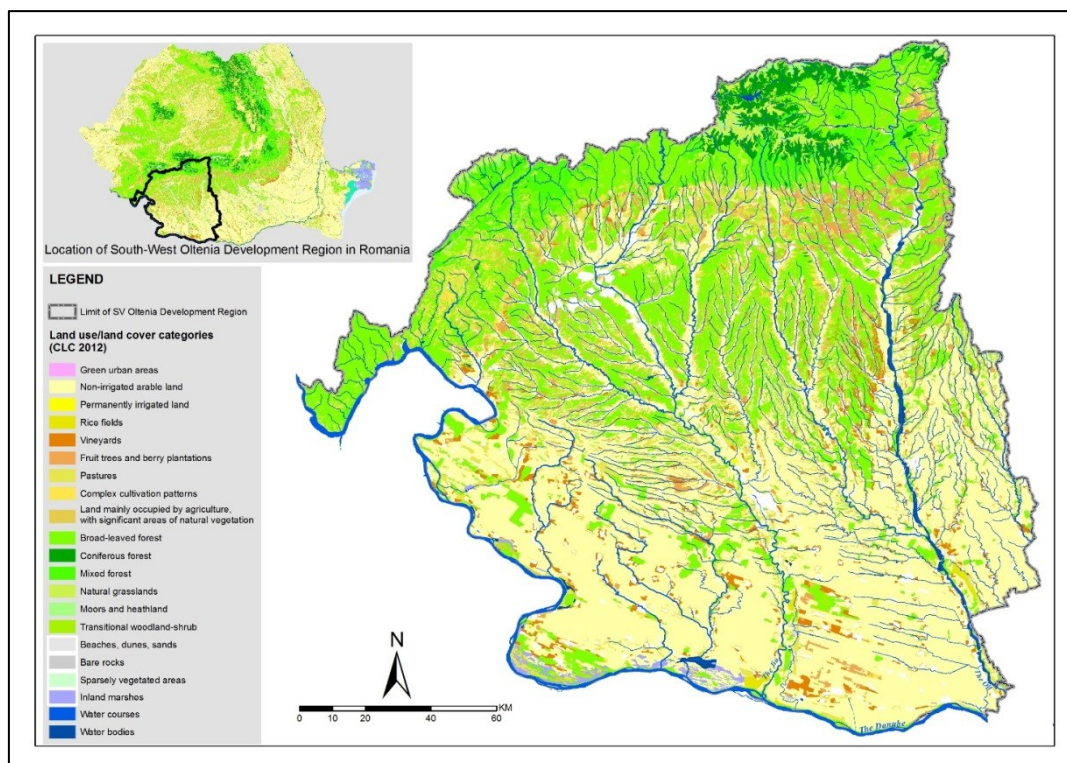 Location of South-West Oltenia Development Region in Romania
LEGEND
Limit of SV Oltenia Development Region
Land use/land cover categories
(CLC 2012)
Green urban areas
Non-irrigated arable land
Permanently irrigated land
Rice fields
Vineyards
Fruit trees and berry plantations
Pastures
Complex cultivation patterns
Land mainly occupied by agriculture,
with significant areas of natural vegetation
Broad-leaved forest
Coniferous forest
Mixed forest
Natural grasslands
Moors and heathland
Transitional woodland-shrub
Beaches, dunes, sands
Bare rocks
Sparsely vegetated areas
Inland marshes
Water courses
Water bodies
N
KM
0 10 20 40 60
The Danube